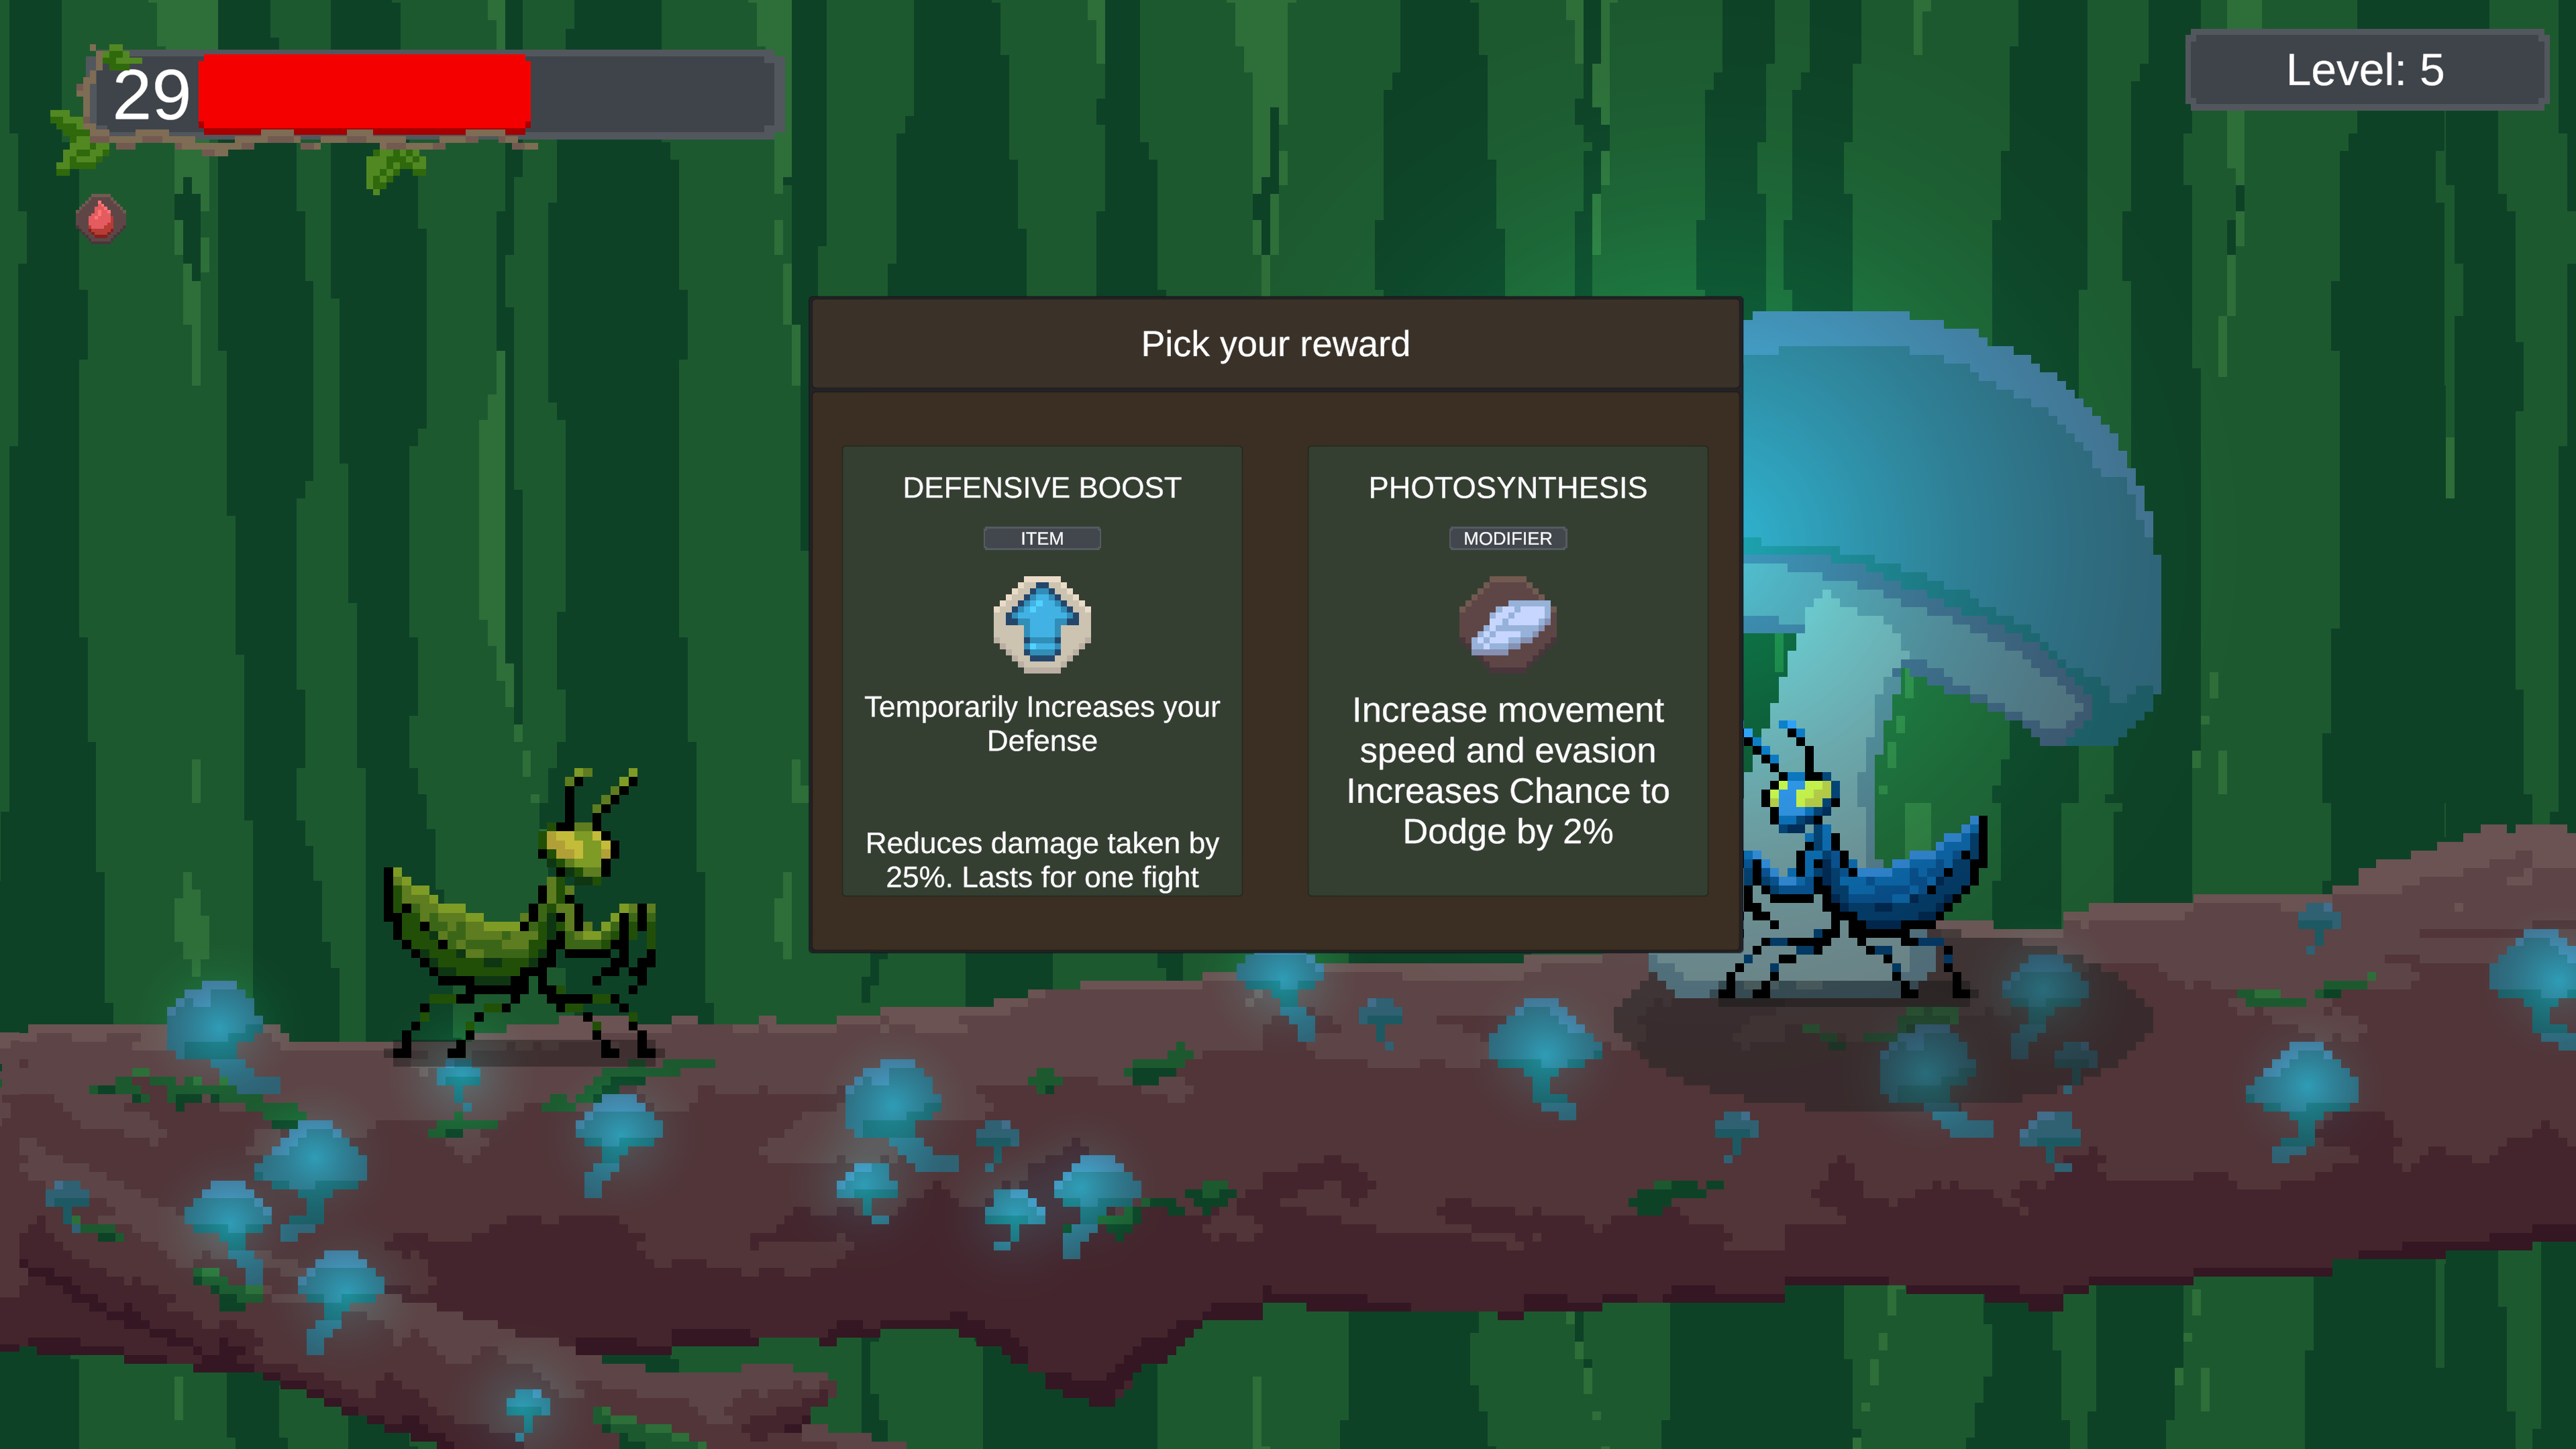 29
Level: 5
Pick your reward
DEFENSIVE BOOST
ITEM
Temporarily Increases your
Defense
Reduces damage taken by
25%. Lasts for one fight
PHOTOSYNTHESIS
MODIFIER
Increase movement
speed and evasion
Increases Chance to
Dodge by 2%